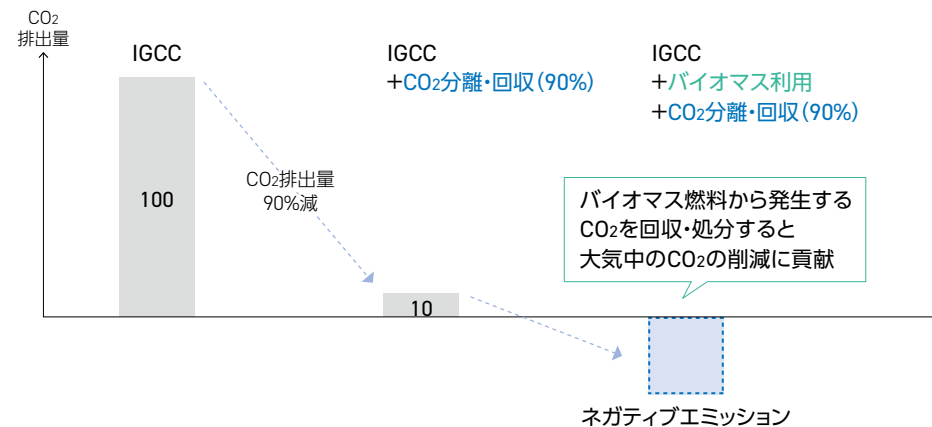 CO2
排出量
IGCC
100
CO2排出量
90%減
IGCC
+CO2分離・回収(90%)
10
IGCC
+バイオマス利用
+CO2分離・回収(90%)
バイオマス燃料から発生する
CO2を回収・処分すると
大気中のCO2の削減に貢献
ネガティブエミッション